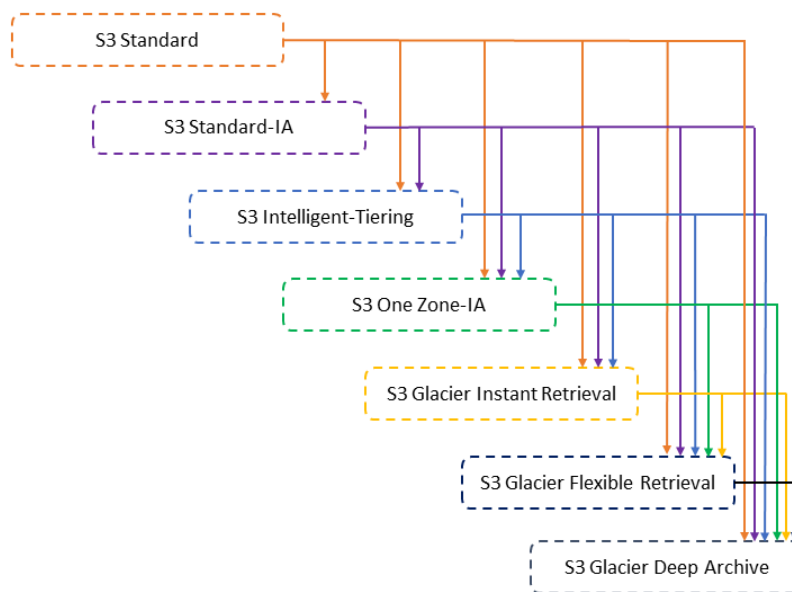 S3 Standard
S3 Standard-IA
S3 Intelligent-Tiering
S3 One Zone-IA
S3 Glacier Instant Retrieval
S3 Glacier Flexible Retrieval
S3 Glacier Deep Archive